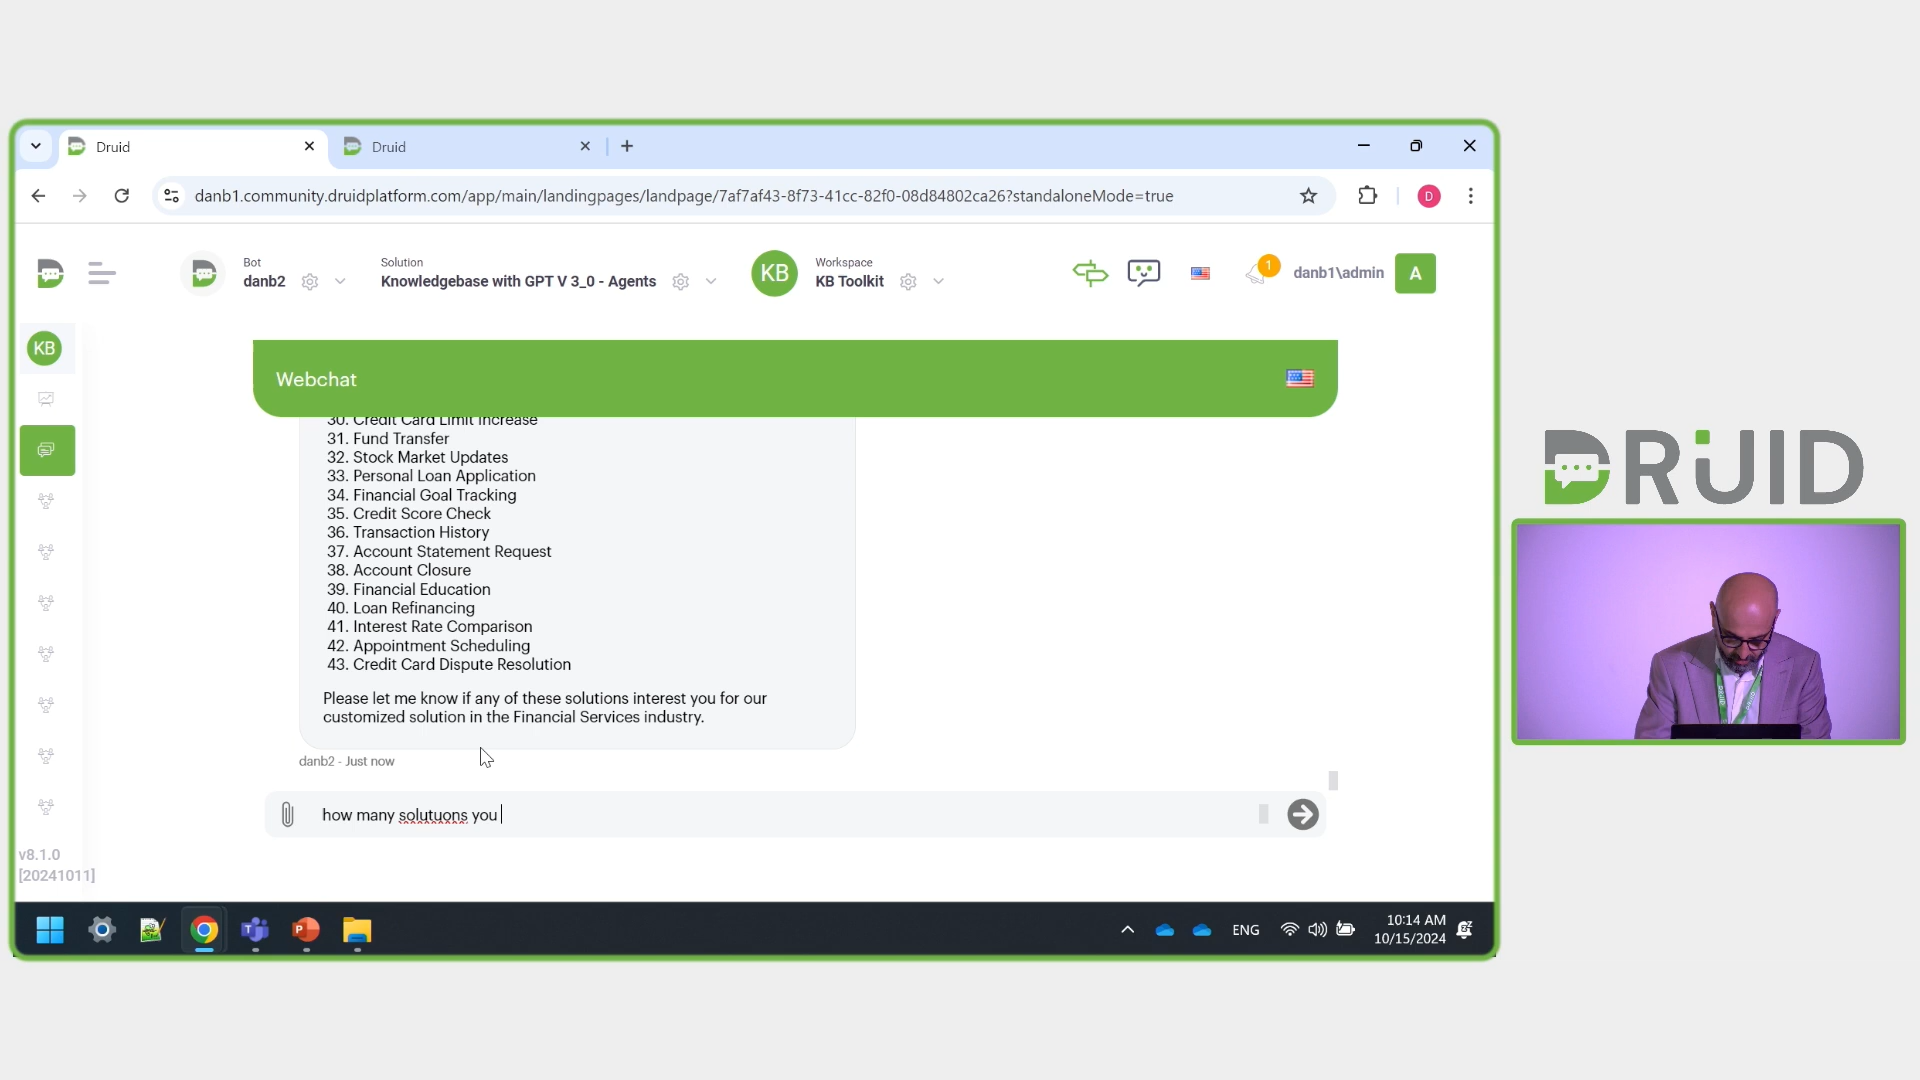 Druid
Druid
danb1.community.druidplatform.com/app/main/landingpages/landpage/7af7af43-8f73-41cc-82f0-08d84802ca26?standaloneMode=true
D
Bot
danb2
Solution
Knowledgebase with GPT V 3_0 - Agents
KB
Workspace
KB Toolkit
1
danb1\admin
A
KB
Webchat
30. Credit Card Limit Increase
31. Fund Transfer
32. Stock Market Updates
33. Personal Loan Application
34. Financial Goal Tracking
35. Credit Score Check
36. Transaction History
37. Account Statement Request
38. Account Closure
39. Financial Education
40. Loan Refinancing
41. Interest Rate Comparison
42. Appointment Scheduling
43. Credit Card Dispute Resolution
Please let me know if any of these solutions interest you for our
customized solution in the Financial Services industry.
danb2 - Just now
how many solutuons you
v8.1.0
[20241011]
ENG
10:14 AM
10/15/2024
DRUID